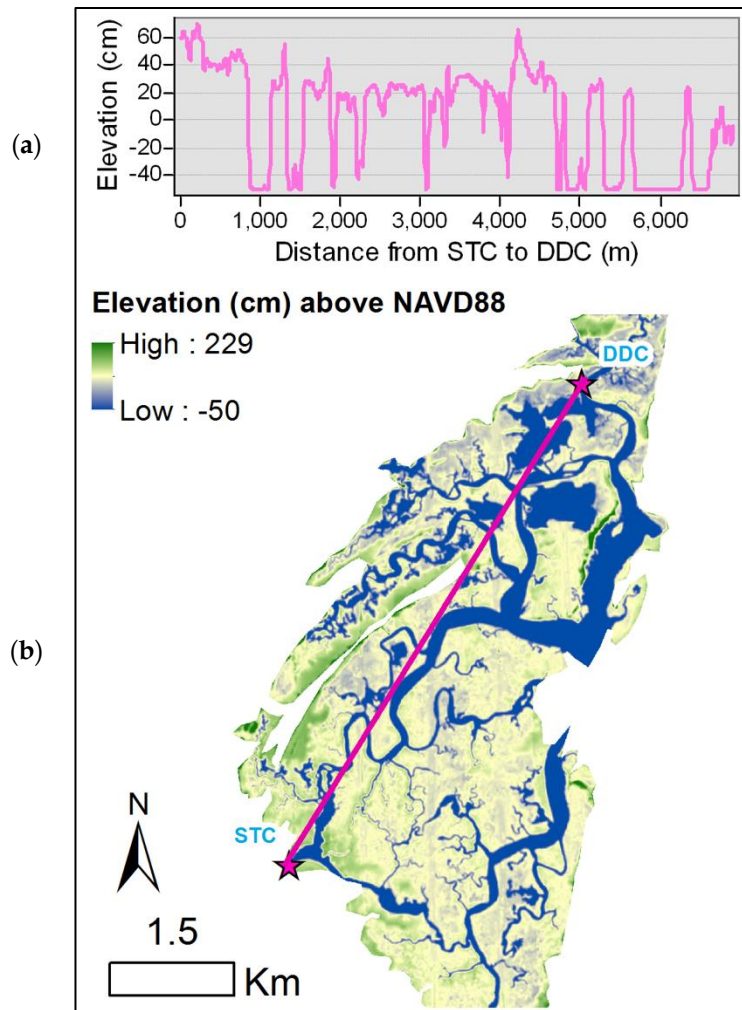 (a)
Elevation (cm)
60
40
20
0
-20
-40
0 1,000 2,000 3,000 4,000 5,000 6,000
Distance from STC to DDC (m)
(b)
Elevation (cm) above NAVD88
High : 229
Low : -50
DDC
STC
N
1.5
Km